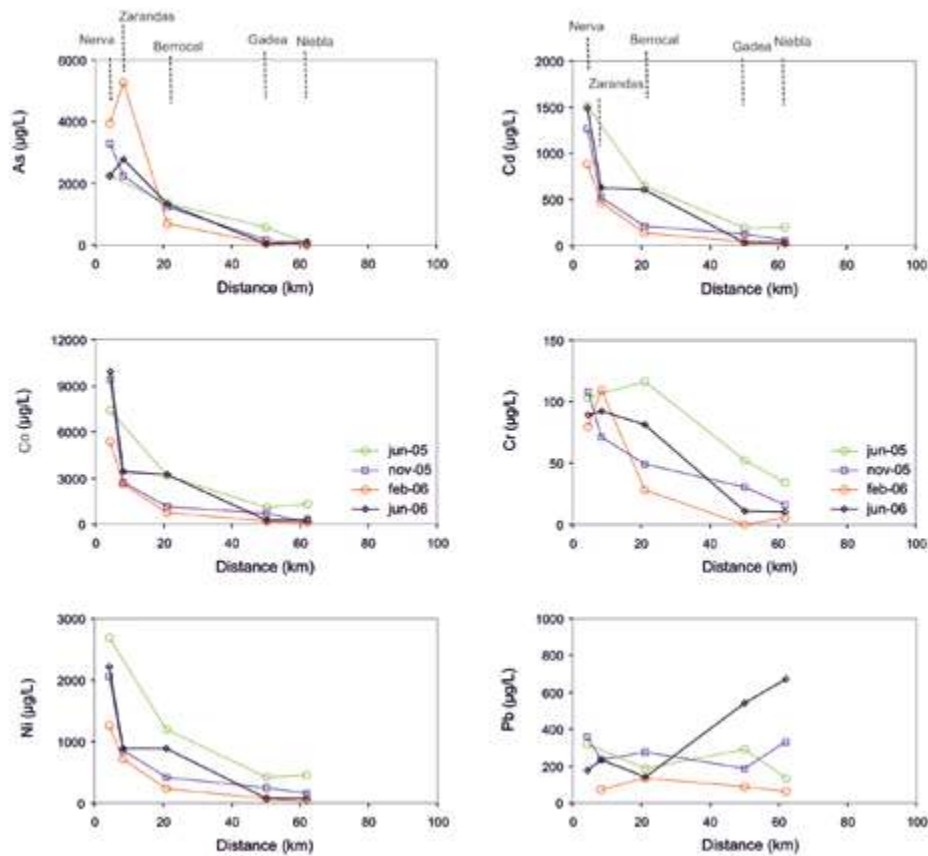 Zarandas
Nerva Berrocal Gadea Niebla
6000
4000
2000
0
As (µg/L)
0 20 40 60 80 100
Distance (km)
Nerva Berrocal Gadea Niebla
Zarandas
2000
1500
1000
500
0
Cd (µg/L)
0 20 40 60 80 100
Distance (km)
12000
9000
6000
3000
0
Co (µg/L)
jun-05
nov-05
feb-06
jun-06
0 20 40 60 80 100
Distance (km)
150
100
50
0
Cr (µg/L)
jun-05
nov-05
feb-06
jun-06
0 20 40 60 80 100
Distance (km)
3000
2000
1000
0
Ni (µg/L)
0 20 40 60 80 100
Distance (km)
1000
800
600
400
200
0
Pb (µg/L)
0 20 40 60 80 100
Distance (km)